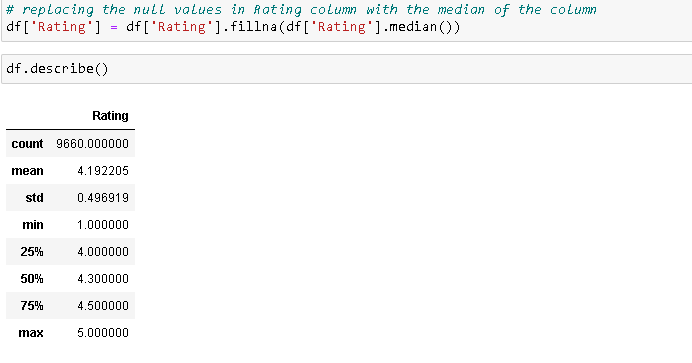 # replacing the null values in Rating column with the median of the column
df['Rating'] = df['Rating'].fillna(df['Rating'].median())
df.describe()
Rating
count 9660.000000
mean 4.192205
std 0.496919
min 1.000000
25% 4.000000
50% 4.300000
75% 4.500000
max 5.000000